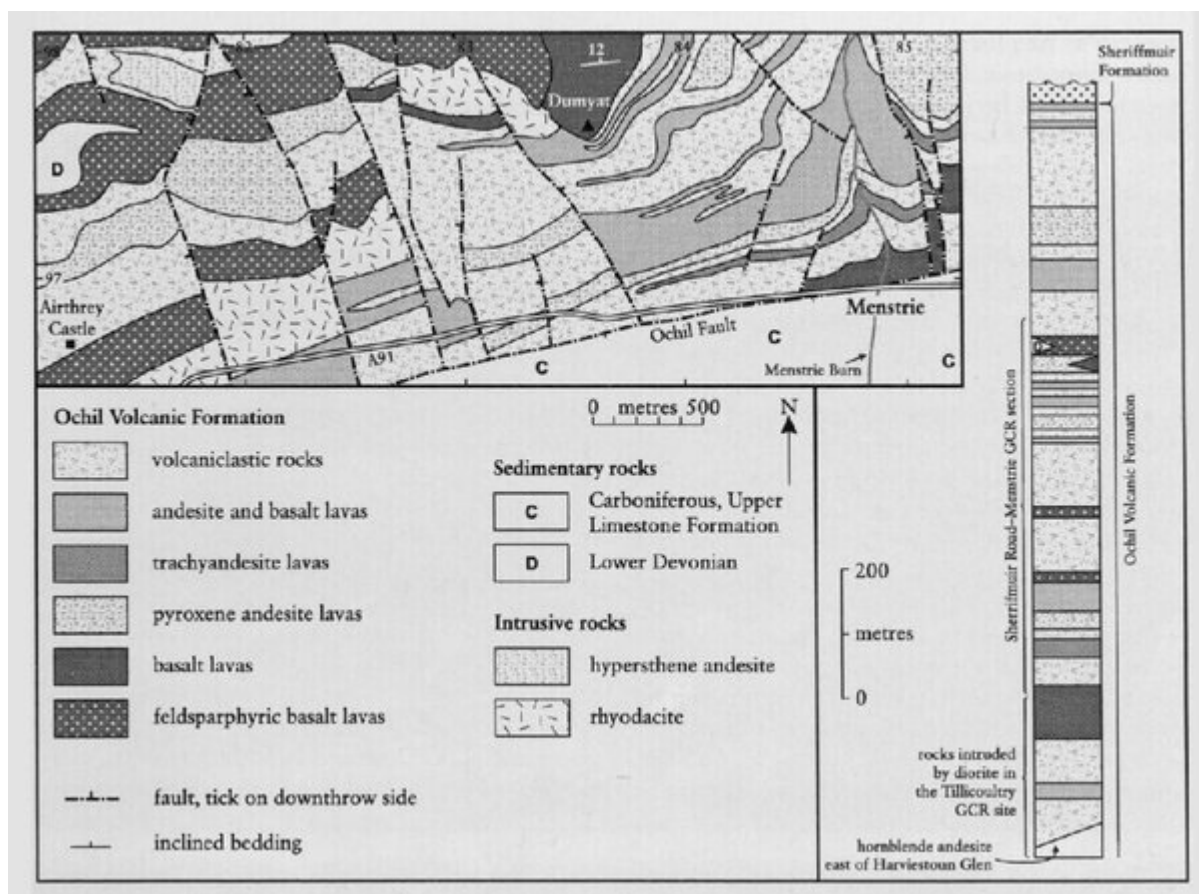 98
82
83
12
84
85
Dumyat
D
97
Airthrey
Castle
A91
Ochil Fault
Menstrie
C
C
C
Menstrie Burn
0 metres 500
N
Ochil Volcanic Formation
volcaniclastic rocks
andesite and basalt lavas
trachyandesite lavas
pyroxene andesite lavas
basalt lavas
feldsparphyric basalt lavas
fault, tick on downthrow side
inclined bedding
Sedimentary rocks
C
Carboniferous, Upper
Limestone Formation
D
Lower Devonian
Intrusive rocks
hypersthene andesite
rhyodacite
Sheriffmuir
Formation
Ochil Volcanic Formation
Sherrifmuir Road–Menstrie GCR section
200
metres
0
rocks intruded
by diorite in
the Tillicoultry
GCR site
hornblende andesite
east of Harviestoun Glen